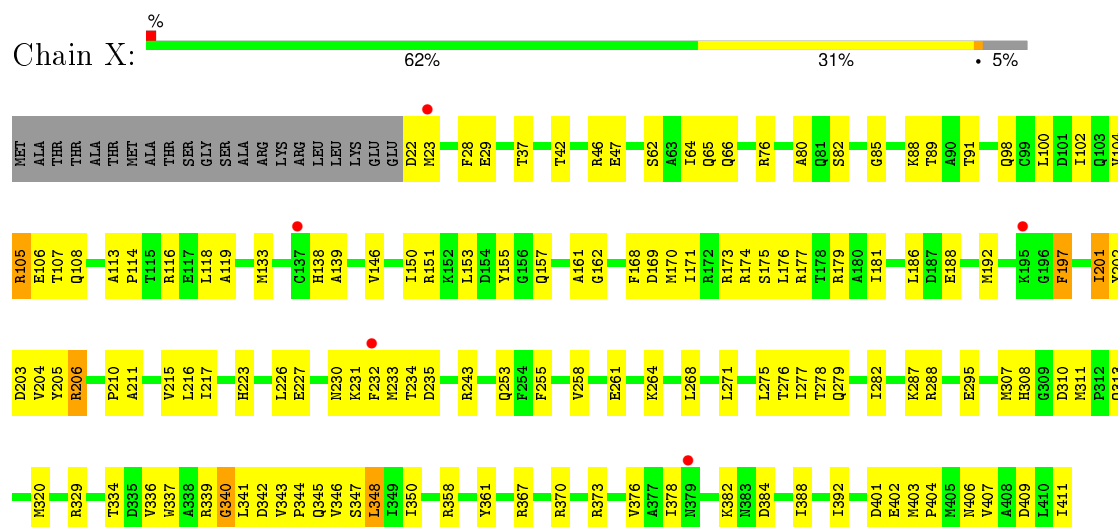 %
Chain X:
62% 31% • 5%
MET ALA THR THR ALA THR MET ALA THR SER GLY SER ALA ARG LYS ARG LEU LEU LYS GLU GLU D22 M23 F28 E29 T37 T42 R46 E47 S62 A63 I64 Q65 Q66 R76 A80 Q81 S82 G85 K88 T89 A90 T91 Q98 C99 L100 D101 I102 Q103
R105 E106 T107 Q108 A113 P114 T115 R116 E117 L118 A119 M133 C137 H138 A139 V146 I150 R151 K152 L153 D154 Y155 G156 Q157 A161 G162 F168 D169 M170 I171 R172 R173 R174 S175 L176 R177 T178 R179 A180 I181 L186 D187 E188 M192 K195 G196 F197 I201 Y202
D203 V204 Y205 R206 P210 A211 V215 L216 I217 H223 L226 E227 N230 K231 F232 M233 T234 D235 R243 Q253 F254 F255 V258 E261 K264 L268 L271 L275 T276 I277 T278 Q279 I282 K287 R288 E295 M307 H308 G309 D310 M311 P312
M320 R329 T334 D335 V336 W337 A338 R339 G340 L341 D342 V343 P344 Q345 V346 S347 L348 I349 I350 R358 Y361 R367 R370 R373 V376 A377 I378 N379 K382 N383 D384 I388 I392 D401 E402 M403 P404 M405 N406 V407 A408 D409 L410 I411